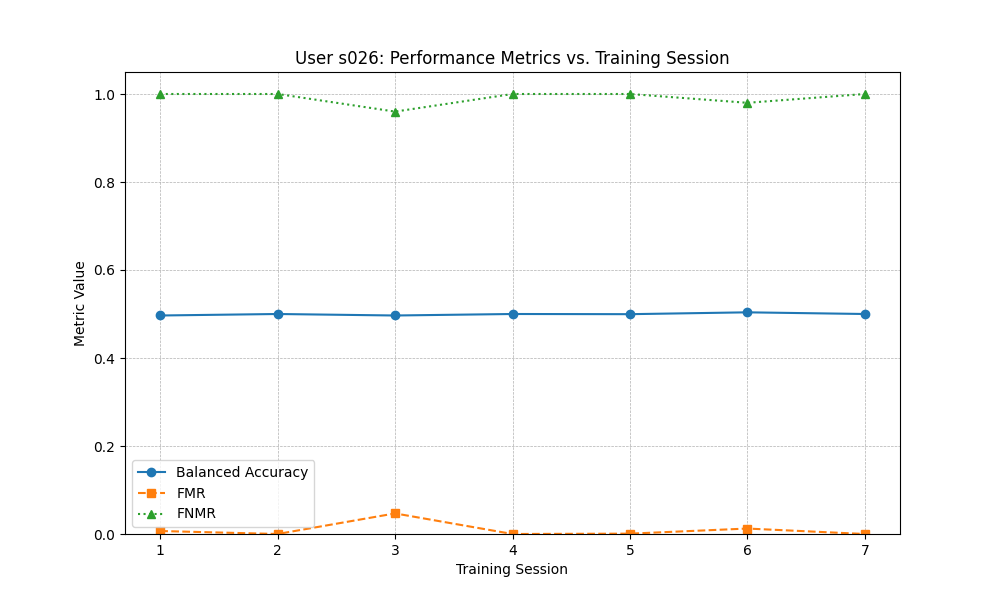 User s026: Performance Metrics vs. Training Session
Metric Value
1.0
0.8
0.6
0.4
0.2
0.0
Balanced Accuracy
FMR
FNMR
1 2 3 4 5 6 7
Training Session